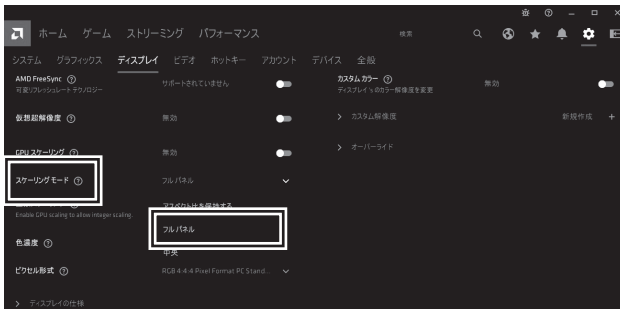 ホーム ゲーム ストリーミング パフォーマンス 検索
システム グラフィックス ディスプレイ ビデオ ホットキー アカウント デバイス 全般
AMD FreeSync
可変リフレッシュレート テクノロジー
サポートされていません
カスタム カラー
ディスプレイ's のカラー解像度を変更
無効
仮想超解像度 無効
カスタム解像度 新規作成 +
GPU スケーリング 無効
オーバーライド
スケーリング モード フル パネル
アスペクト比を保持する
Enable GPU scaling to allow integer scaling.
フル パネル
色温度
中央
ピクセル形式 RGB 4:4:4 Pixel Format PC Stand...
ディスプレイの仕様